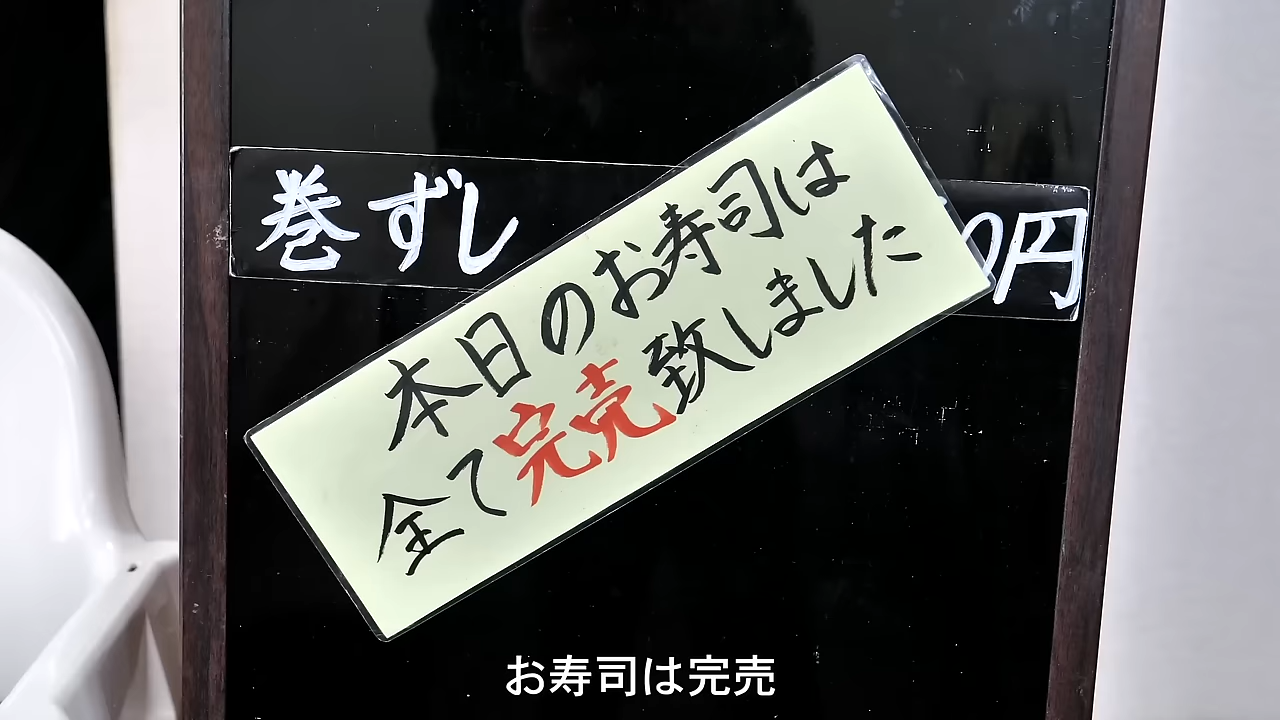 巻ずし
0円
本日のお寿司は
全て完売致しました
お寿司は完売